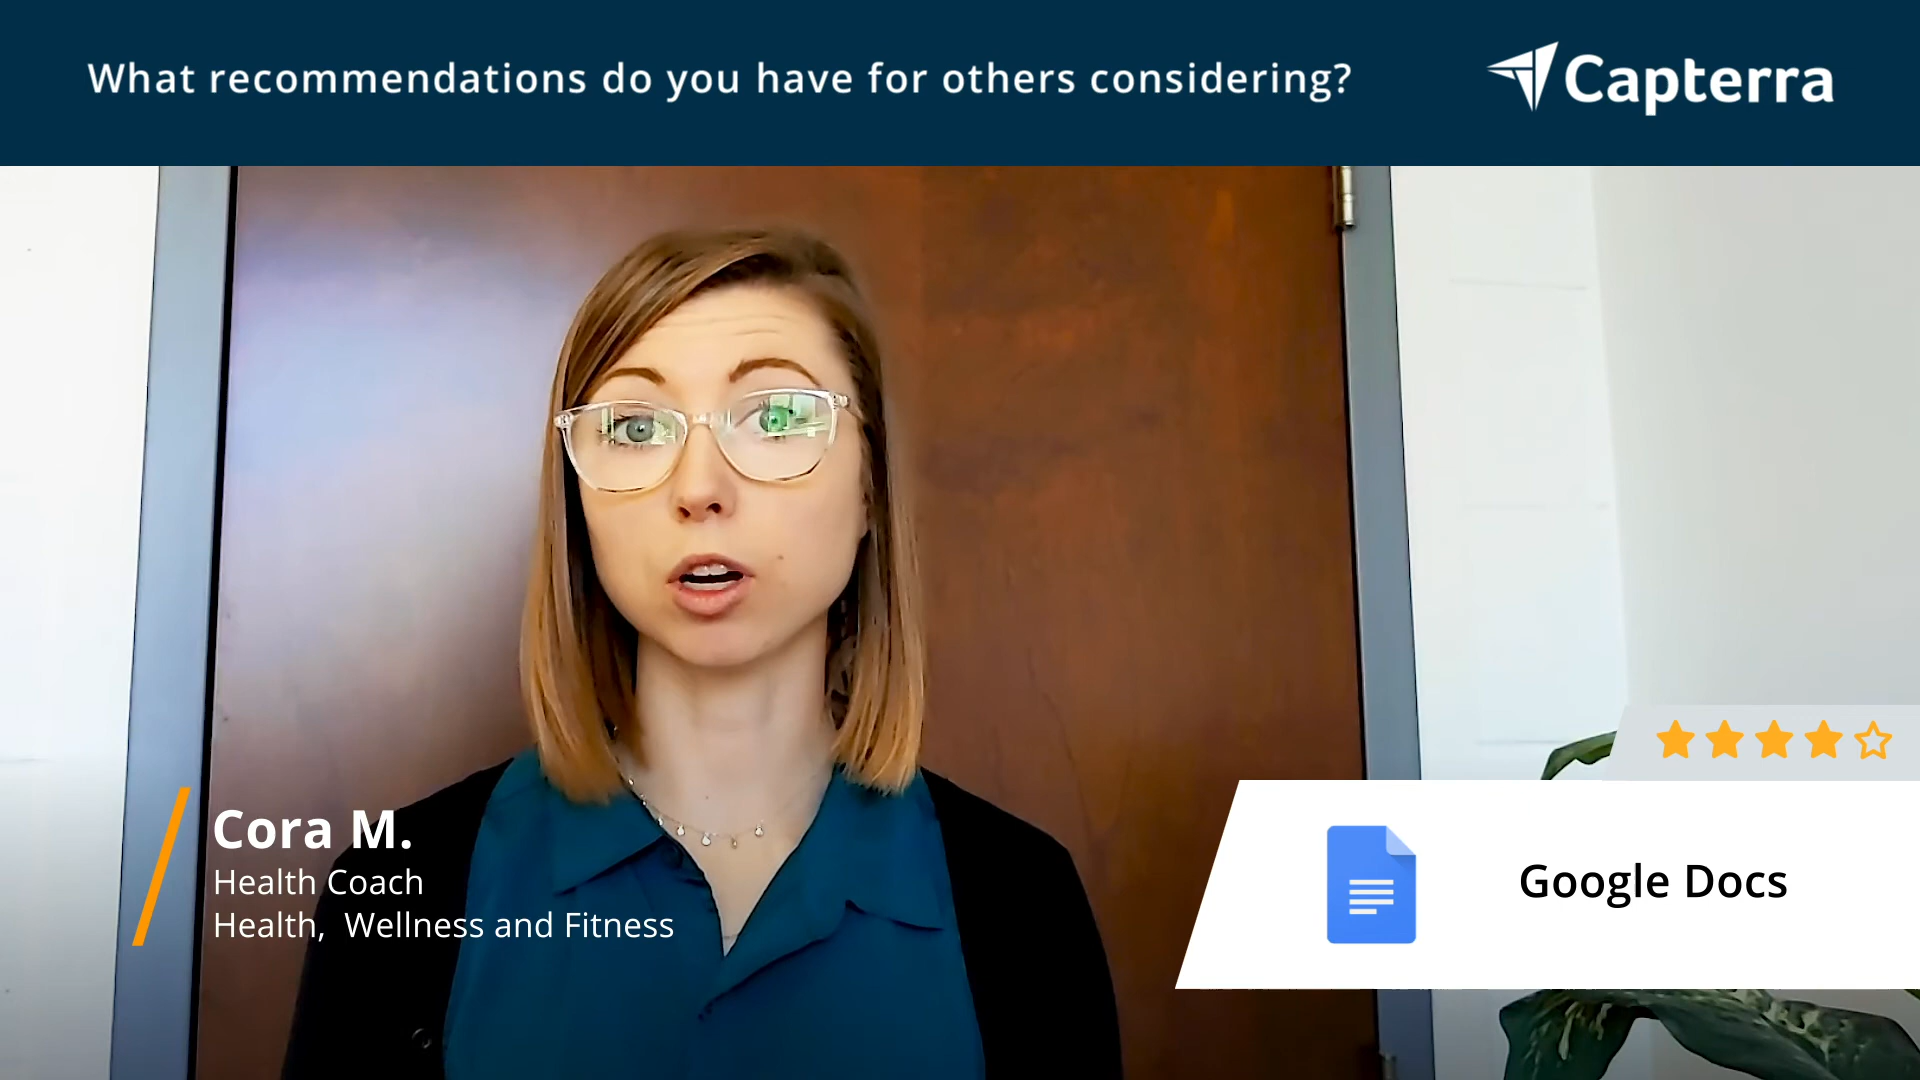 What recommendations do you have for others considering?
Capterra
Cora M.
Health Coach
Health, Wellness and Fitness
Google Docs